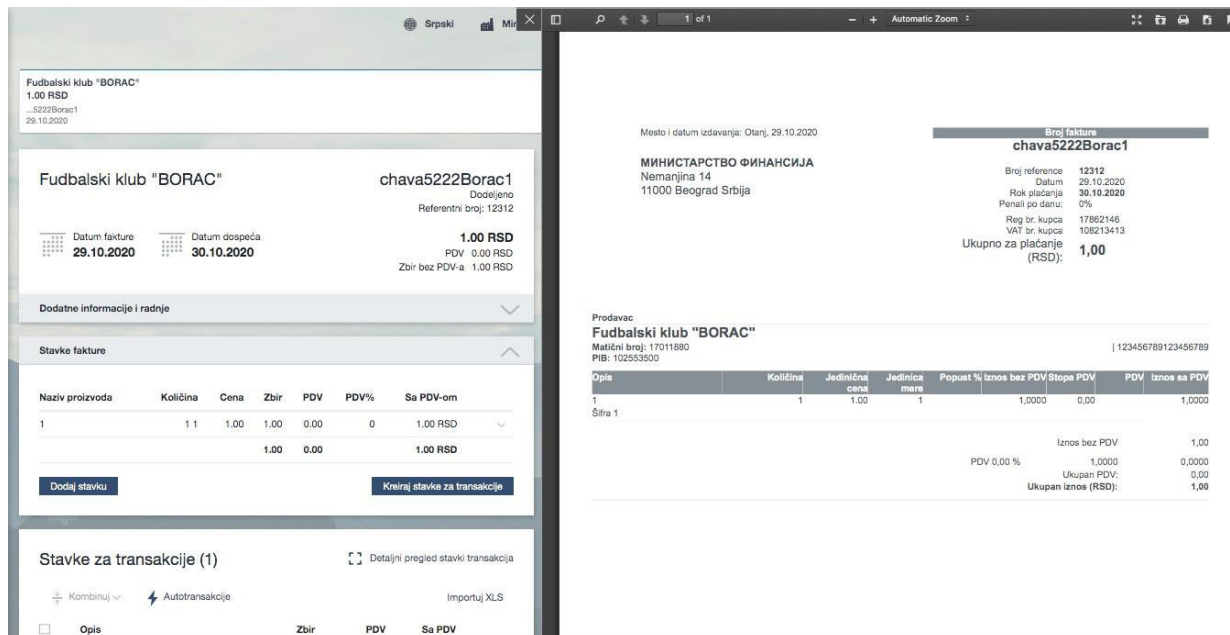 Srpski
Min
1 of 1
Automatic Zoom
Fudbalski klub "BORAC"
1.00 RSD
...5222Borac1
29.10.2020
Fudbalski klub "BORAC"
chava5222Borac1
Dodeljeno
Referentni broj: 12312
Datum fakture
29.10.2020
Datum dospeća
30.10.2020
1.00 RSD
PDV 0.00 RSD
Zbir bez PDV-a 1.00 RSD
Dodatne informacije i radnje
Stavke fakture
Naziv proizvoda Količina Cena Zbir PDV PDV% Sa PDV-om
1 1 1 1.00 1.00 0.00 0 1.00 RSD
1.00 0.00 1.00 RSD
Dodaj stavku
Kreiraj stavke za transakcije
Stavke za transakcije (1)
Detaljni pregled stavki transakcija
Kombinuj
Autotransakcije
Importuj XLS
Opis Zbir PDV Sa PDV
Mesto i datum izdavanja: Otanj, 29.10.2020
МИНИСТАРСТВО ФИНАНСИЈА
Nemanjina 14
11000 Beograd Srbija
Broj fakture
chava5222Borac1
Broj reference 12312
Datum 29.10.2020
Rok plaćanja 30.10.2020
Penali po danu: 0%
Reg br. kupca 17862146
VAT br. kupca 108213413
Ukupno za plaćanje
(RSD): 1,00
Prodavac
Fudbalski klub "BORAC"
Matični broj: 17011880
| 123456789123456789
PIB: 102553500
Opis Količina Jedinična cena Jedinica mere Popust % Iznos bez PDV Stopa PDV PDV Iznos sa PDV
1 1 1.00 1 1,0000 0,00 1,0000
Šifra 1
Iznos bez PDV 1,00
PDV 0,00 % 1,0000 0,0000
Ukupan PDV: 0,00
Ukupan iznos (RSD): 1,00